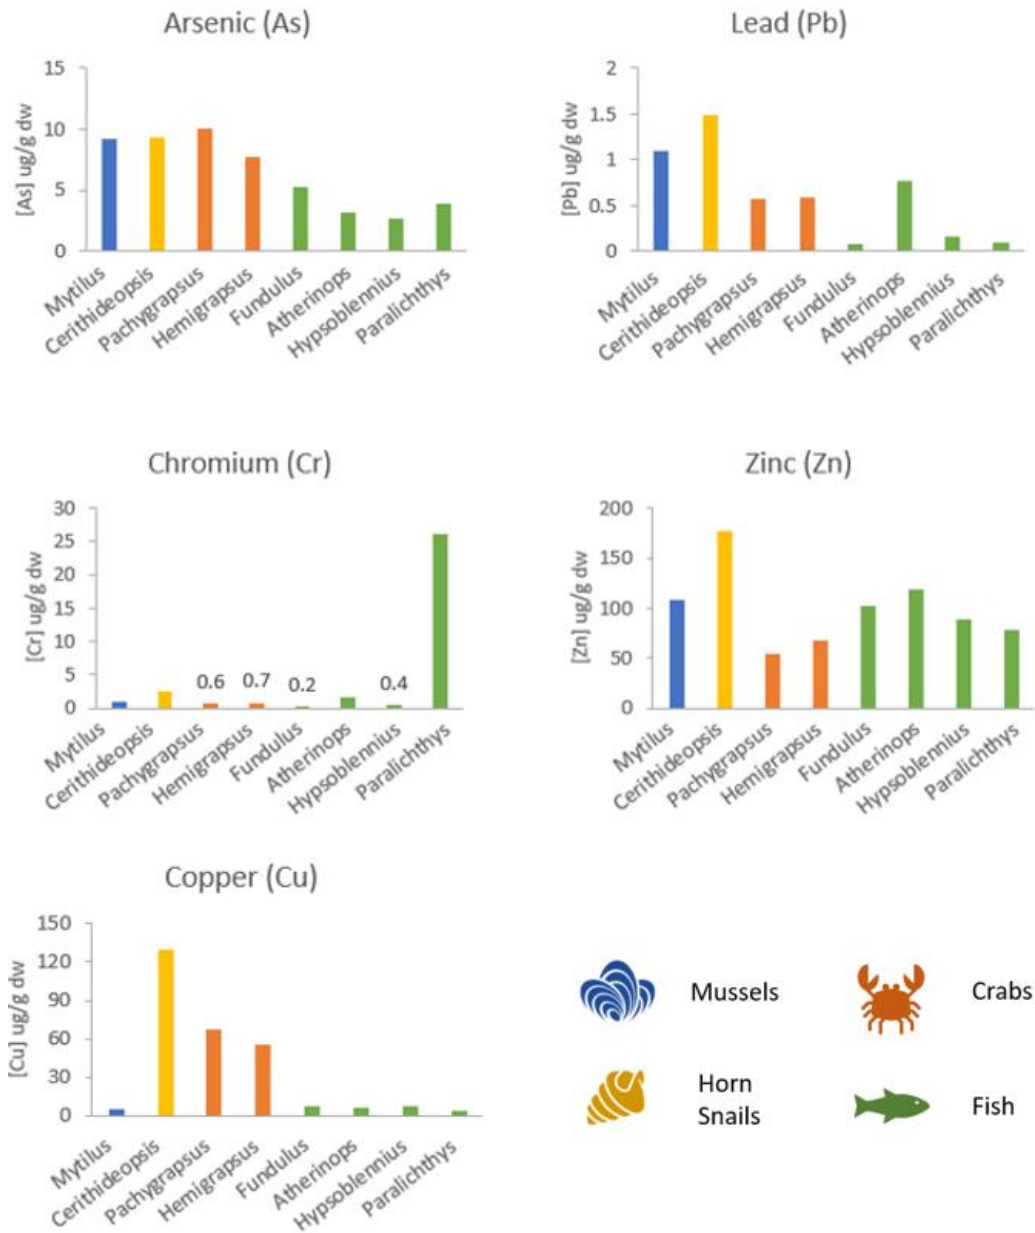 Arsenic (As)
[As] ug/g dw
15
10
5
0
Mytilus
Cerithideopsis
Pachygrapsus
Hemigrapsus
Fundulus
Atherinops
Hypsoblennius
Paralichthys
Lead (Pb)
[Pb] ug/g dw
2
1.5
1
0.5
0
Mytilus
Cerithideopsis
Pachygrapsus
Hemigrapsus
Fundulus
Atherinops
Hypsoblennius
Paralichthys
Chromium (Cr)
[Cr] ug/g dw
30
25
20
15
10
5
0
0.6
0.7
0.2
0.4
Mytilus
Cerithideopsis
Pachygrapsus
Hemigrapsus
Fundulus
Atherinops
Hypsoblennius
Paralichthys
Zinc (Zn)
[Zn] ug/g dw
200
150
100
50
0
Mytilus
Cerithideopsis
Pachygrapsus
Hemigrapsus
Fundulus
Atherinops
Hypsoblennius
Paralichthys
Copper (Cu)
[Cu] ug/g dw
150
120
90
60
30
0
Mytilus
Cerithideopsis
Pachygrapsus
Hemigrapsus
Fundulus
Atherinops
Hypsoblennius
Paralichthys
Mussels
Crabs
Horn
Snails
Fish